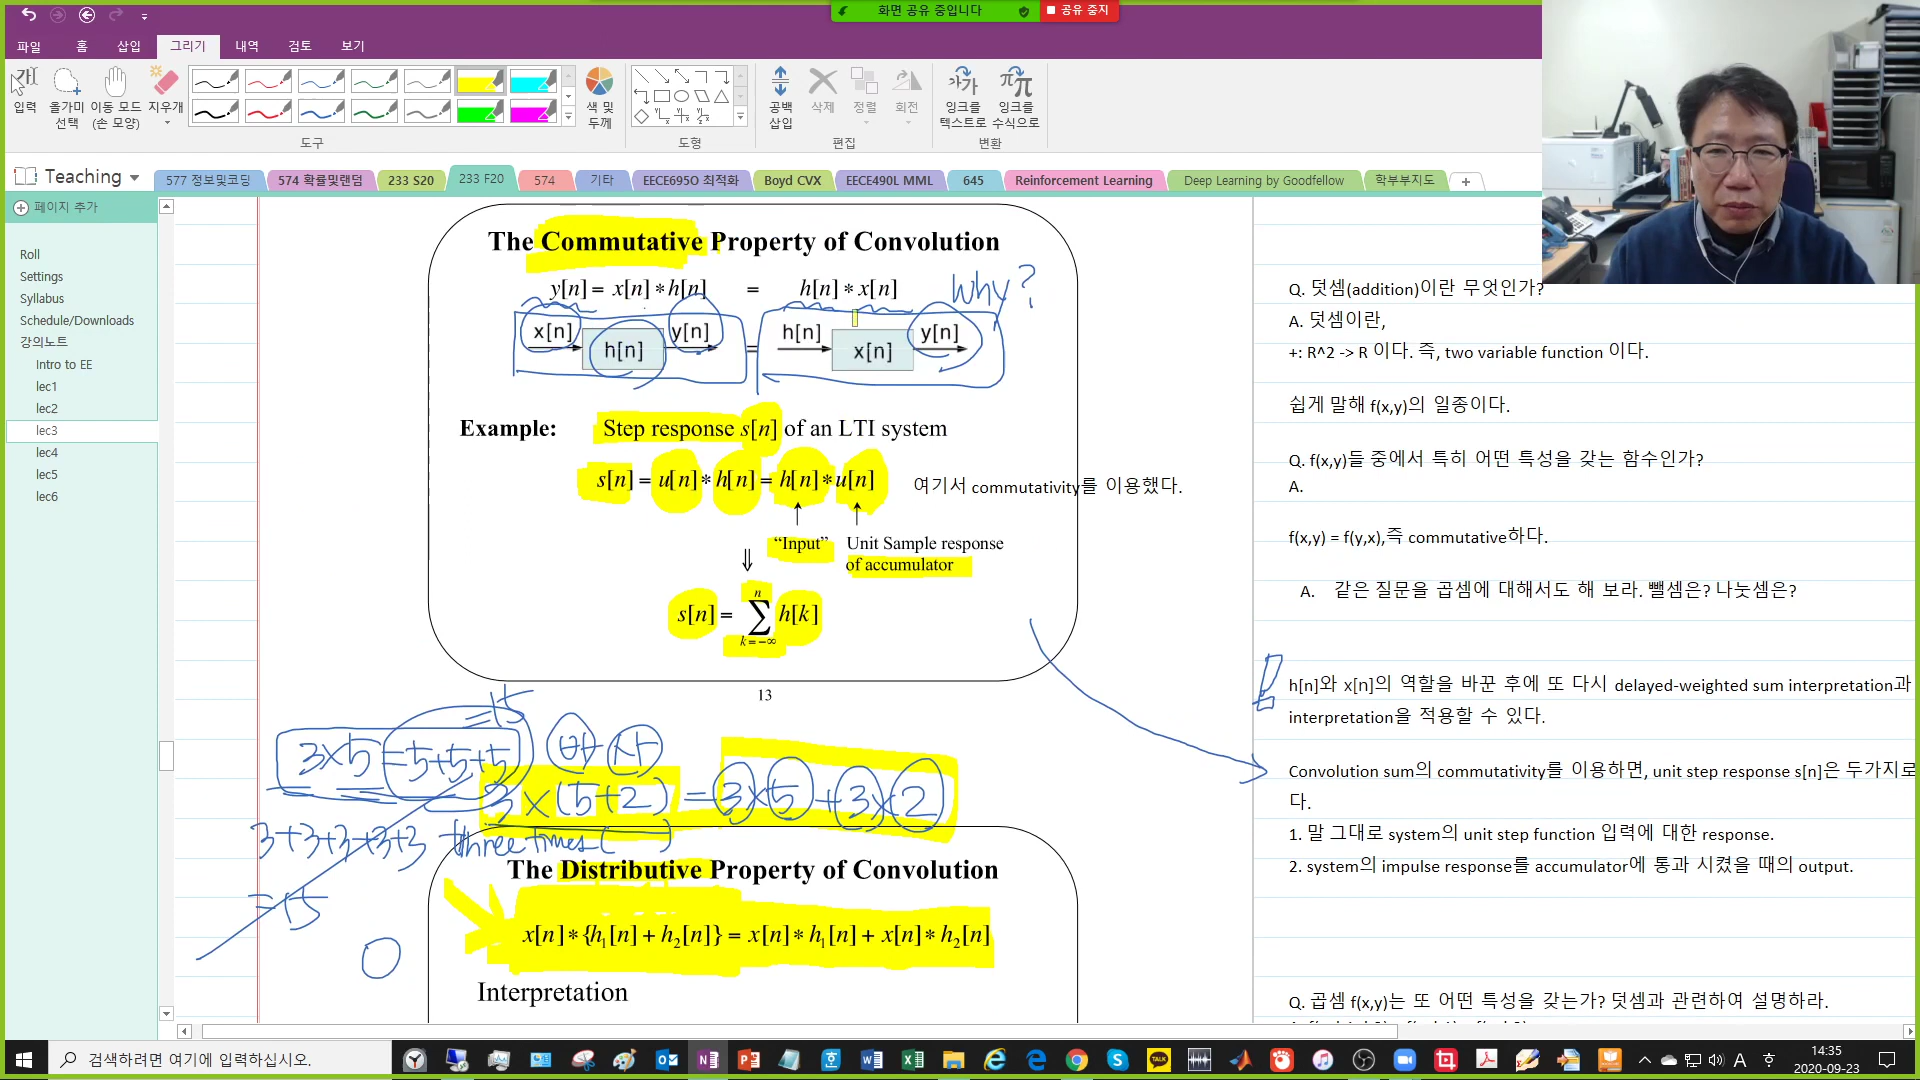 화면 공유 중입니다
공유 중지
파일 홈 삽입 그리기 내역 검토 보기
입력
올가미 선택
이동 모드 (손 모양)
지우개
색 및 두께
공백 삽입
삭제
정렬
회전
잉크를 텍스트로
잉크를 수식으로
도구
도형
편집
변환
Teaching
577 정보및코딩
574 확률및랜덤
233 S20
233 F20
574
기타
EECE695O 최적화
Boyd CVX
EECE490L MML
645
Reinforcement Learning
Deep Learning by Goodfellow
학부부지도
페이지 추가
Roll
Settings
Syllabus
Schedule/Downloads
강의노트
Intro to EE
lec1
lec2
lec3
lec4
lec5
lec6
The Commutative Property of Convolution
y[n] = x[n] * h[n] = h[n] * x[n]
Why?
x[n] h[n] y[n] = h[n] x[n] y[n]
Example: Step response s[n] of an LTI system
s[n] = u[n] * h[n] = h[n] * u[n]
여기서 commutativity를 이용했다.
“Input” Unit Sample response
of accumulator
⇓
s[n] = ∑ h[k]
n
k=-∞
13
=15
3×5=5+5+5
3×(5+2) = 3×5+3×2
3+3+3+3+3
three times( )
=15
The Distributive Property of Convolution
x[n] * {h₁[n] + h₂[n]} = x[n] * h₁[n] + x[n] * h₂[n]
Interpretation
Q. 덧셈(addition)이란 무엇인가?
A. 덧셈이란,
+: R^2 -> R 이다. 즉, two variable function 이다.
쉽게 말해 f(x,y)의 일종이다.
Q. f(x,y)들 중에서 특히 어떤 특성을 갖는 함수인가?
A.
f(x,y) = f(y,x),즉 commutative하다.
A. 같은 질문을 곱셈에 대해서도 해 보라. 뺄셈은? 나눗셈은?
h[n]와 x[n]의 역할을 바꾼 후에 또 다시 delayed-weighted sum interpretation과
interpretation을 적용할 수 있다.
Convolution sum의 commutativity를 이용하면, unit step response s[n]은 두가지로
다.
1. 말 그대로 system의 unit step function 입력에 대한 response.
2. system의 impulse response를 accumulator에 통과 시켰을 때의 output.
Q. 곱셈 f(x,y)는 또 어떤 특성을 갖는가? 덧셈과 관련하여 설명하라.
검색하려면 여기에 입력하십시오.
A
14:35
2020-09-23